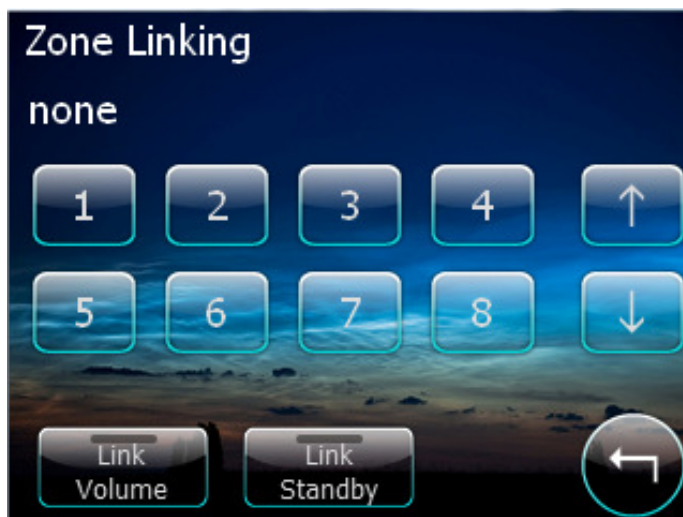 Zone Linking
none
1 2 3 4 ↑
5 6 7 8 ↓
Link Volume
Link Standby